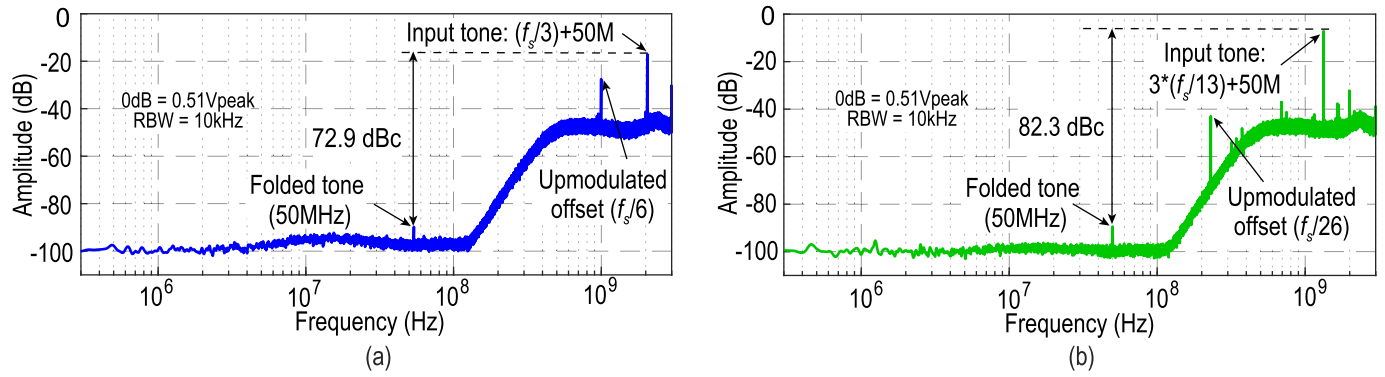 0
-20
-40
-60
-80
-100
Amplitude (dB)
Input tone: (fs/3)+50M
0dB = 0.51Vpeak
RBW = 10kHz
72.9 dBc
Folded tone
(50MHz)
Upmodulated
offset (fs/6)
10^6
10^7
10^8
10^9
Frequency (Hz)
(a)
0
-20
-40
-60
-80
-100
Amplitude (dB)
Input tone:
3*(fs/13)+50M
0dB = 0.51Vpeak
RBW = 10kHz
82.3 dBc
Folded tone
(50MHz)
Upmodulated
offset (fs/26)
10^6
10^7
10^8
10^9
Frequency (Hz)
(b)